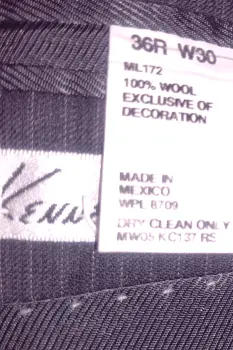 36R W30
ML172
100% WOOL
EXCLUSIVE OF
DECORATION
MADE IN
MEXICO
WPL 8709
DRY CLEAN ONLY
MW05 KC137 RS
KENNE